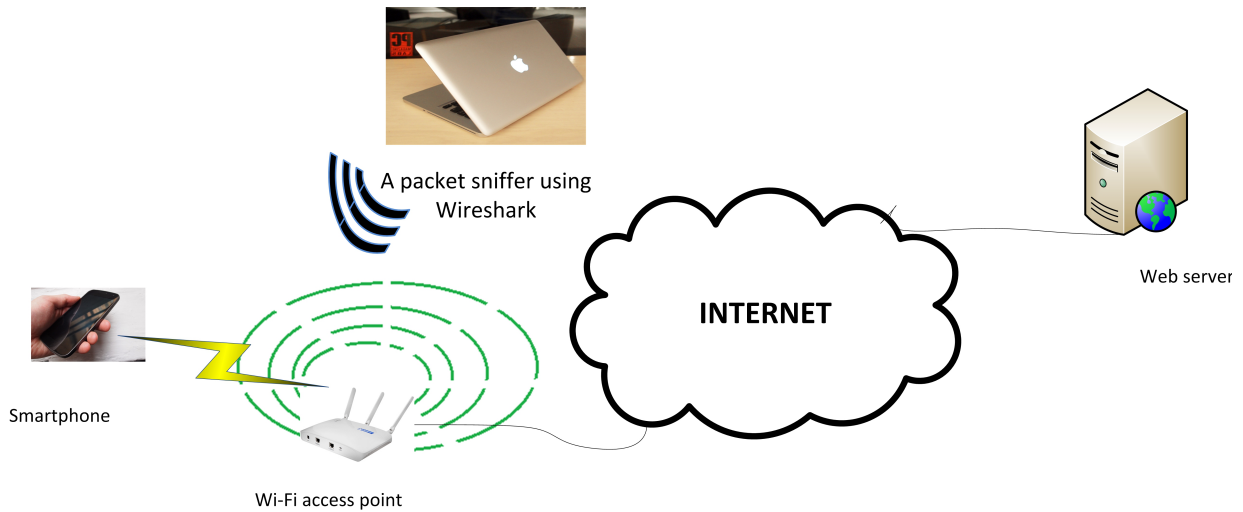 A packet sniffer using
Wireshark
INTERNET
Web server
Smartphone
Wi-Fi access point